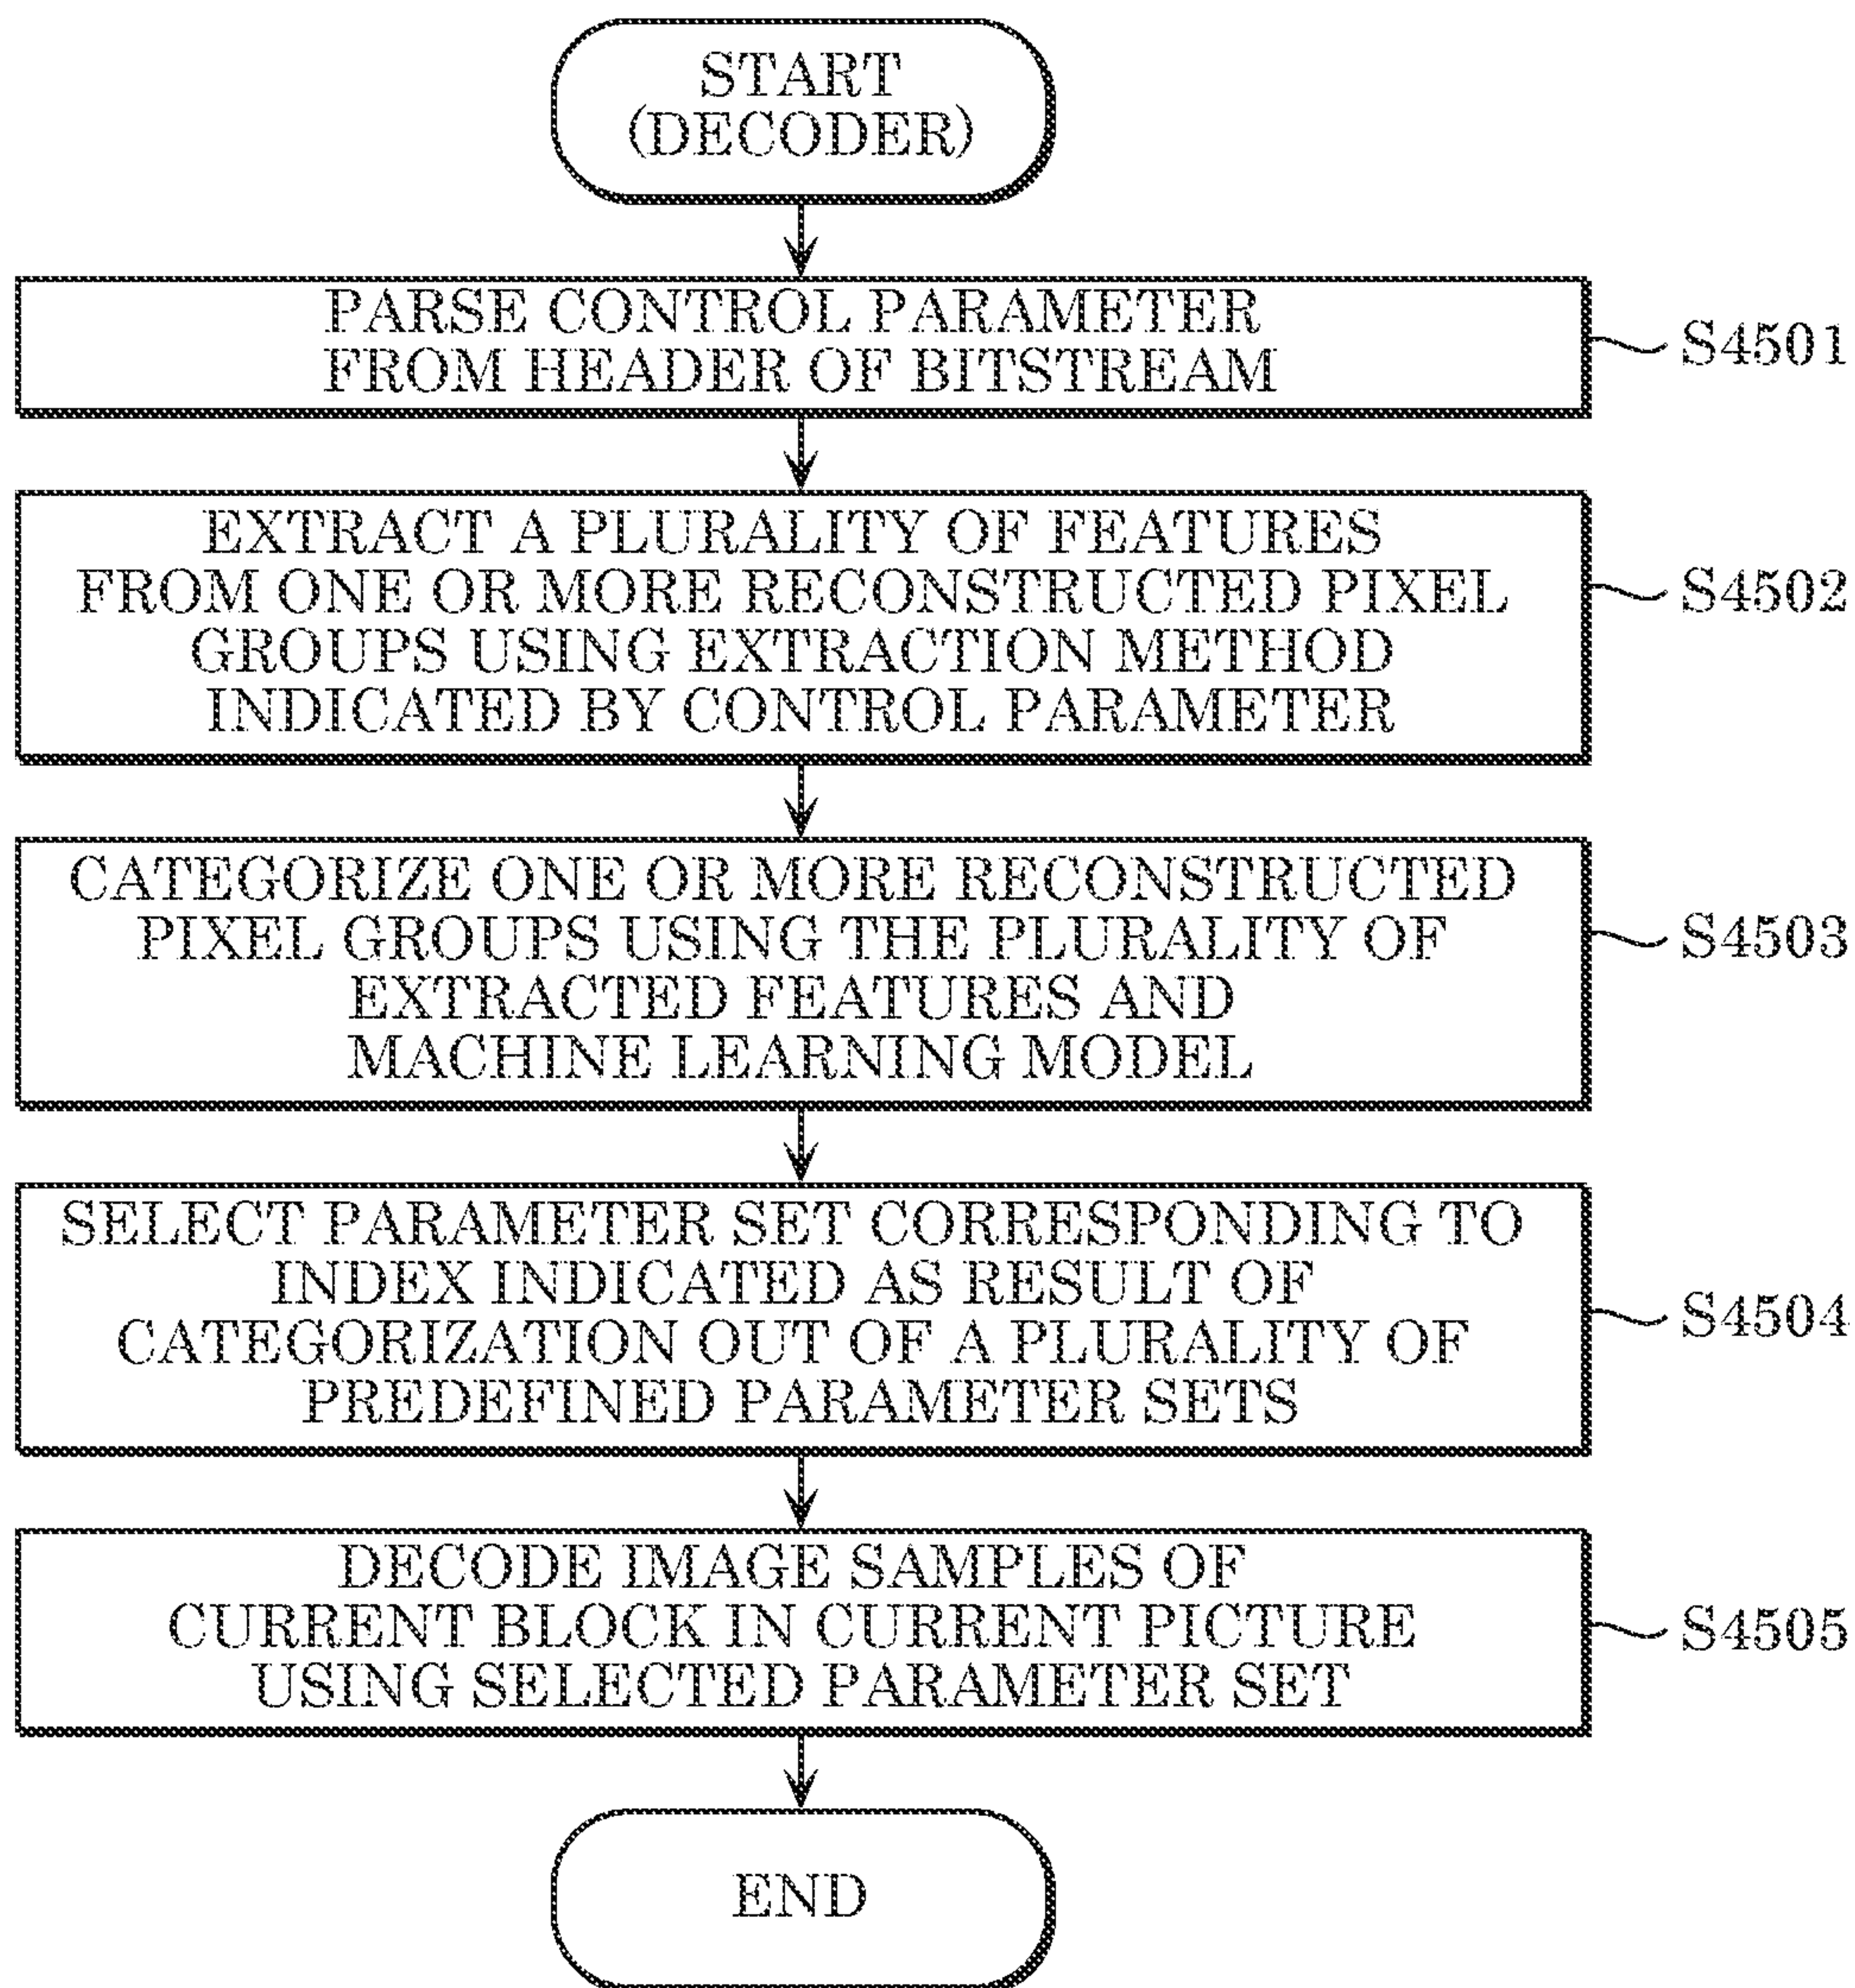 START
(DECODER)
PARSE CONTROL PARAMETER
FROM HEADER OF BITSTREAM
S4501
EXTRACT A PLURALITY OF FEATURES
FROM ONE OR MORE RECONSTRUCTED PIXEL
GROUPS USING EXTRACTION METHOD
INDICATED BY CONTROL PARAMETER
S4502
CATEGORIZE ONE OR MORE RECONSTRUCTED
PIXEL GROUPS USING THE PLURALITY OF
EXTRACTED FEATURES AND
MACHINE LEARNING MODEL
S4503
SELECT PARAMETER SET CORRESPONDING TO
INDEX INDICATED AS RESULT OF
CATEGORIZATION OUT OF A PLURALITY OF
PREDEFINED PARAMETER SETS
S4504
DECODE IMAGE SAMPLES OF
CURRENT BLOCK IN CURRENT PICTURE
USING SELECTED PARAMETER SET
S4505
END